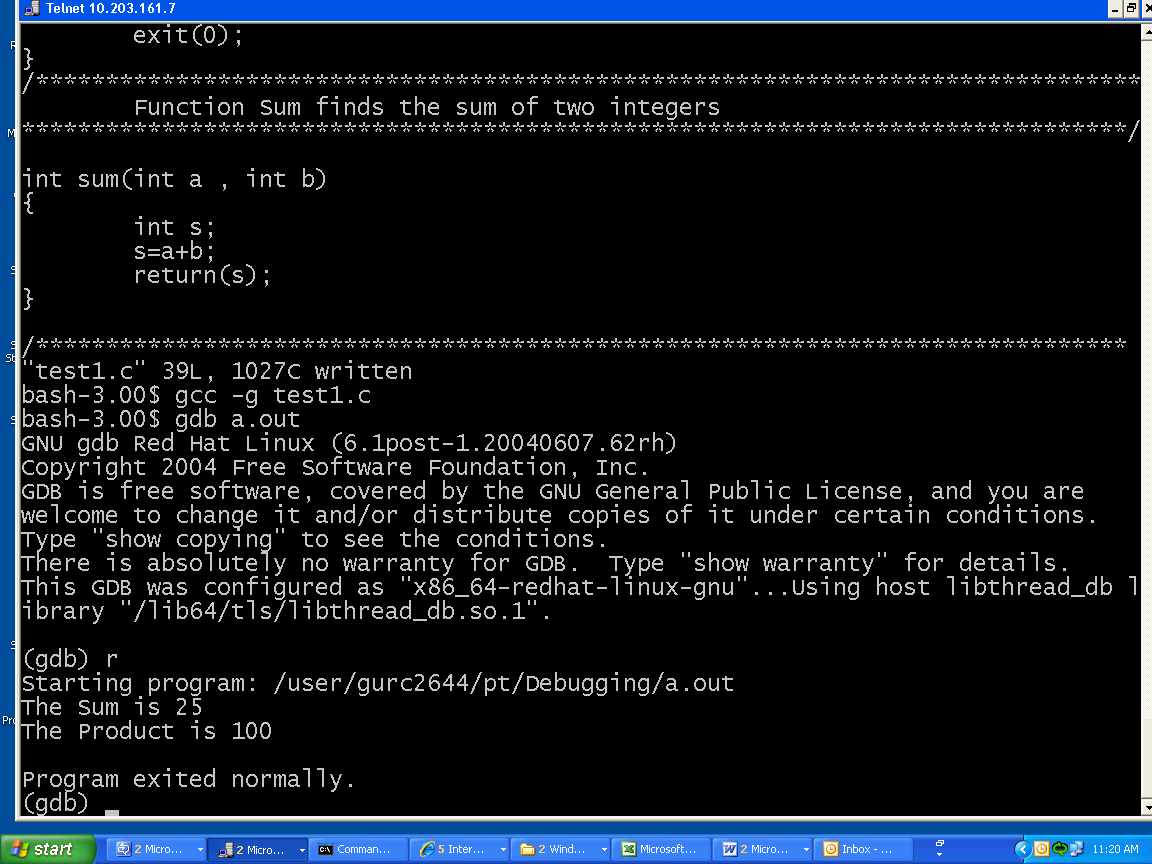 Telnet 10.203.161.7
exit(0);
}
/*******************************************************************************
Function Sum finds the sum of two integers
*******************************************************************************/
int sum(int a , int b)
{
int s;
s=a+b;
return(s);
}
/******************************************************************************
"test1.c" 39L, 1027C written
bash-3.00$ gcc -g test1.c
bash-3.00$ gdb a.out
GNU gdb Red Hat Linux (6.1post-1.20040607.62rh)
Copyright 2004 Free Software Foundation, Inc.
GDB is free software, covered by the GNU General Public License, and you are
welcome to change it and/or distribute copies of it under certain conditions.
Type "show copying" to see the conditions.
There is absolutely no warranty for GDB.  Type "show warranty" for details.
This GDB was configured as "x86_64-redhat-linux-gnu"...Using host libthread_db l
ibrary "/lib64/tls/libthread_db.so.1".
(gdb) r
Starting program: /user/gurc2644/pt/Debugging/a.out
The Sum is 25
The Product is 100
Program exited normally.
(gdb)
start 2 Micro... 2 Micro... Comman... 5 Inter... 2 Wind... Microsoft... 2 Micro... Inbox - ... 11:20 AM